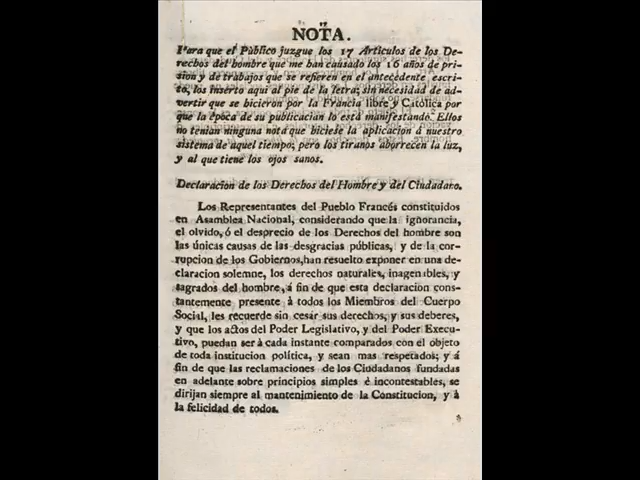 NOTA.
Para que el Público juzgue los 17 Articulos de los De-
rechos del hombre que me han causado los 16 años de pri-
sion y de trabajos que se refieren en el antecedente escri-
to, los inserto aqui al pie de la letra; sin necesidad de ad-
vertir que se hicieron por la Francia libre y Católica por
que la época de su publicacian lo está manifestando. Ellos
no tenian ninguna nota que hiciese la aplicacion á nuestro
sistema de aquel tiempo; pero los tiranos aborrecen la luz,
y al que tiene los ojos sanos.
Declaracion de los Derechos del Hombre y del Ciudadano.
Los Representantes del Pueblo Francés constituidos
en Asamblea Nacional, considerando que la ignorancia,
el olvido, ó el desprecio de los Derechos del hombre son
las únicas causas de las desgracias públicas, y de la cor-
rupcion de los Gobiernos, han resuelto exponer en una de-
claracion solemne, los derechos naturales, inagenables, y
sagrados del hombre, á fin de que esta declaracion cons-
tantemente presente á todos los Miembros del Cuerpo
Social, les recuerde sin cesar sus derechos, y sus deberes,
y que los actos del Poder Legislativo, y del Poder Execu-
tivo, puedan ser à cada instante comparados con el objeto
de toda institucion política, y sean mas respetados; y á
fin de que las reclamaciones de los Ciudadanos fundadas
en adelante sobre principios simples é incontestables, se
dirijan siempre al mantenimiento de la Constitucion, y á
la felicidad de todos.